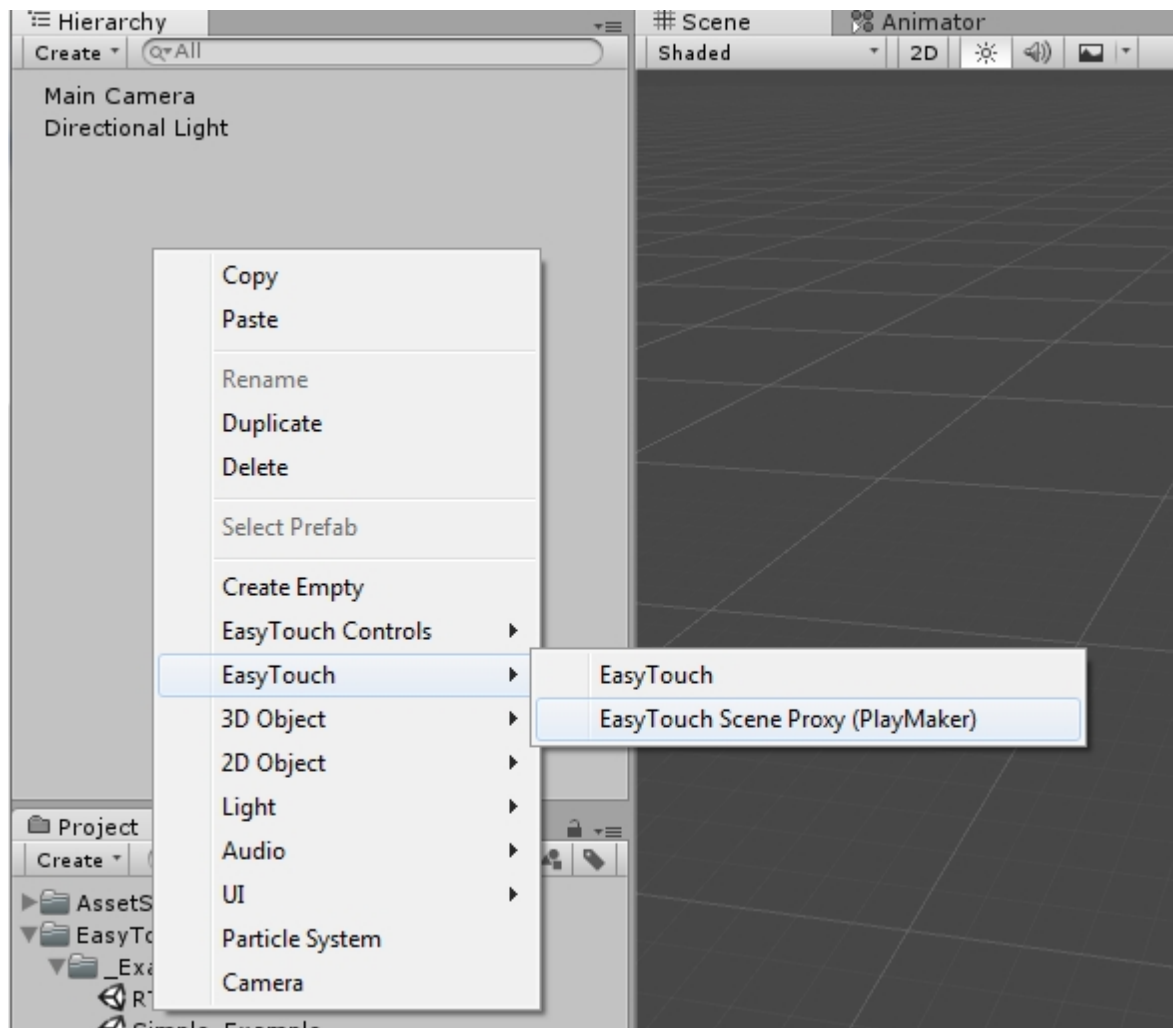 Hierarchy
Create All
Main Camera
Directional Light
Scene Animator
Shaded 2D
Copy
Paste
Rename
Duplicate
Delete
Select Prefab
Create Empty
EasyTouch Controls
EasyTouch
3D Object
2D Object
Light
Audio
UI
Particle System
Camera
EasyTouch
EasyTouch Scene Proxy (PlayMaker)
Project
Create